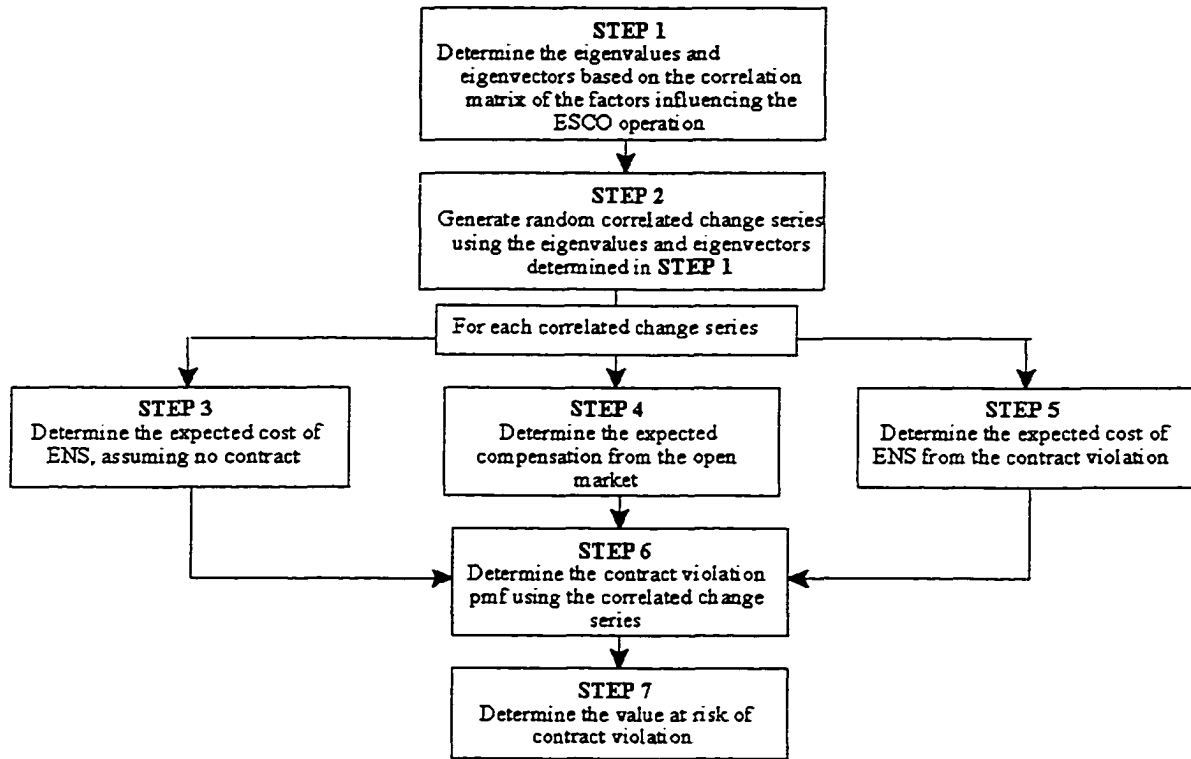 STEP 1
Determine the eigenvalues and
eigenvectors based on the correlation
matrix of the factors influencing the
ESCO operation
STEP 2
Generate random correlated change series
using the eigenvalues and eigenvectors
determined in STEP 1
For each correlated change series
STEP 3
Determine the expected cost of
ENS, assuming no contract
STEP 4
Determine the expected
compensation from the open
market
STEP 5
Determine the expected cost of
ENS from the contract violation
STEP 6
Determine the contract violation
pmf using the correlated change
series
STEP 7
Determine the value at risk of
contract violation